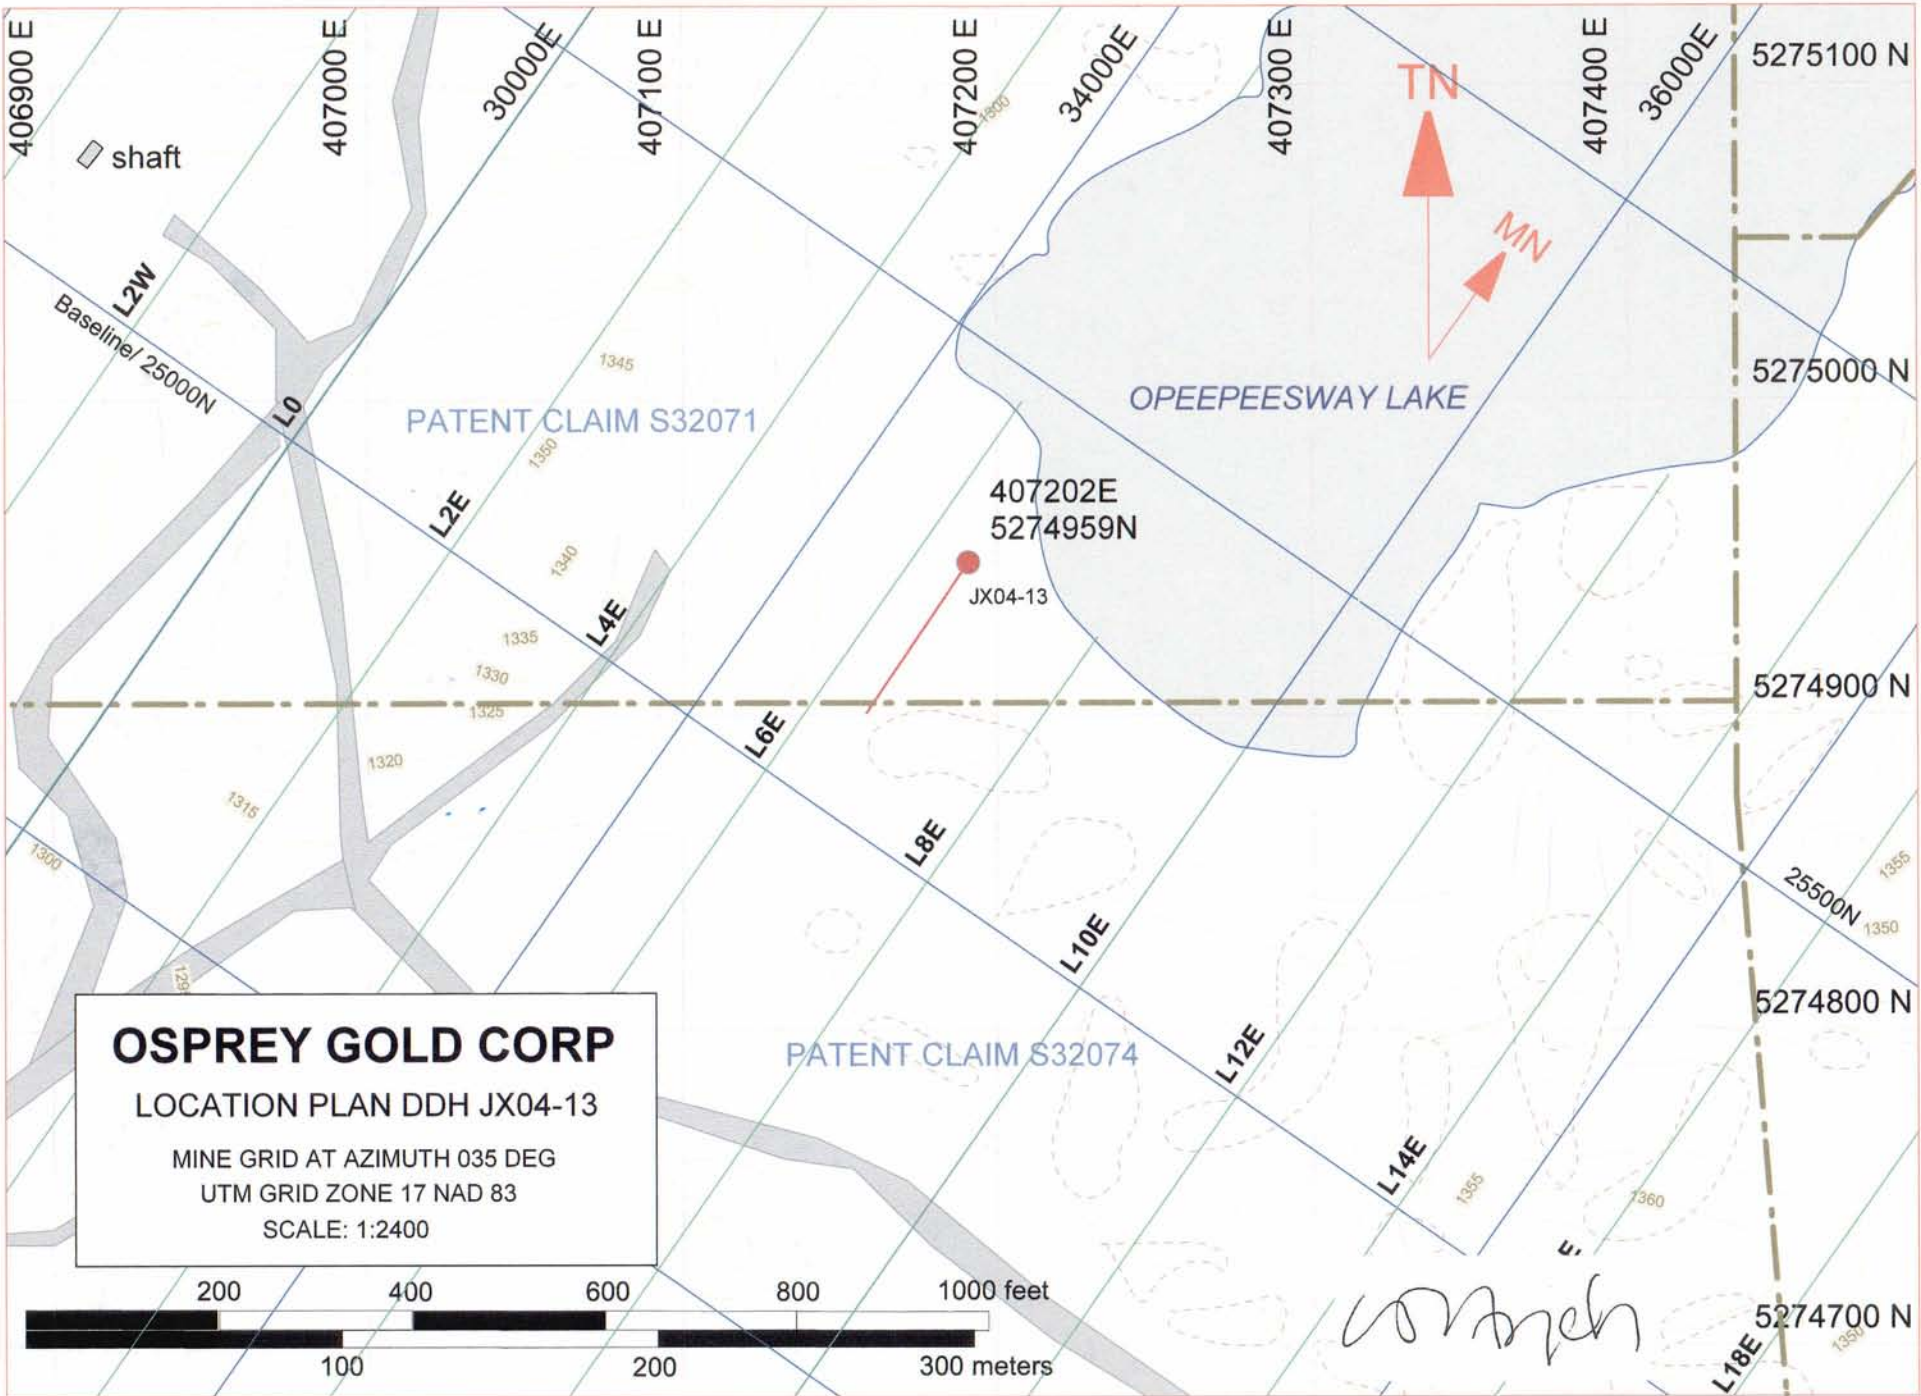 406900 E
407000 E
30000E
407100 E
407200 E
34000E
407300 E
407400 E
36000E
5275100 N
TN
MN
1300
shaft
L2W
Baseline/ 25000N
L0
1345
PATENT CLAIM S32071
1350
OPEEPEESWAY LAKE
5275000 N
407202E
5274959N
JX04-13
L2E
1340
L4E
1335
1330
1325
5274900 N
L6E
1320
1315
1300
L8E
1355
25500N
1350
L10E
5274800 N
L12E
PATENT CLAIM S32074
OSPREY GOLD CORP
LOCATION PLAN DDH JX04-13
MINE GRID AT AZIMUTH 035 DEG
UTM GRID ZONE 17 NAD 83
SCALE: 1:2400
L14E
1355
1360
200 400 600 800 1000 feet
100 200 300 meters
5274700 N
1350
L18E